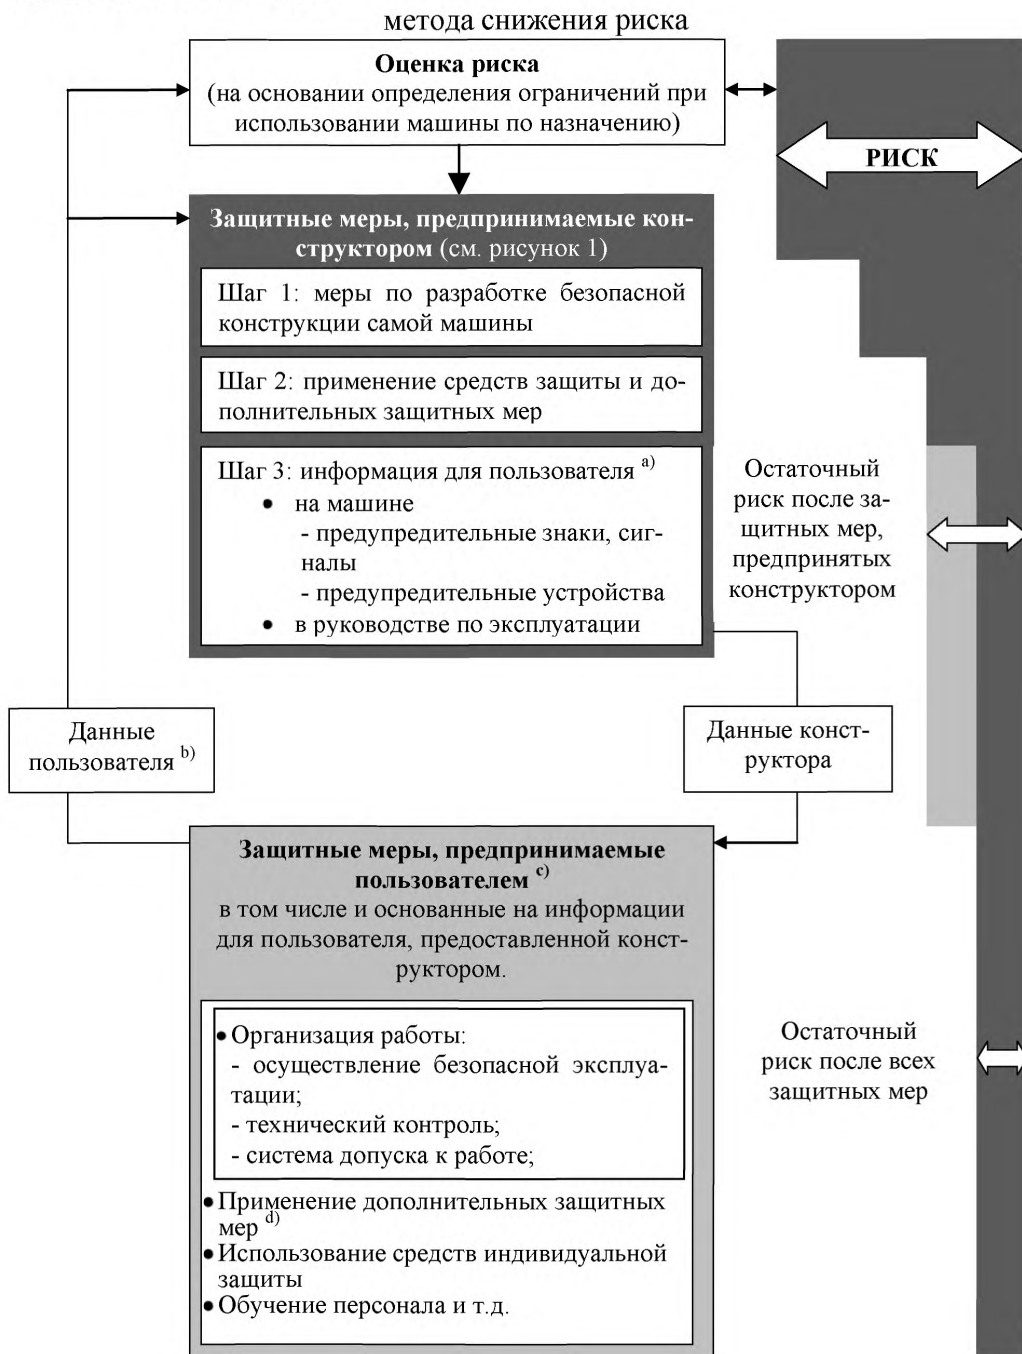 метода снижения риска
Оценка риска
(на основании определения ограничений при
использовании машины по назначению)
РИСК
Защитные меры, предпринимаемые кон-
структором (см. рисунок 1)
Шаг 1: меры по разработке безопасной
конструкции самой машины
Шаг 2: применение средств защиты и до-
полнительных защитных мер
Шаг 3: информация для пользователя a)
• на машине
- предупредительные знаки, сиг-
налы
- предупредительные устройства
• в руководстве по эксплуатации
Остаточный
риск после за-
щитных мер,
предпринятых
конструктором
Данные
пользователя b)
Данные конст-
руктора
Защитные меры, предпринимаемые
пользователем c)
в том числе и основанные на информации
для пользователя, предоставленной конст-
руктором.
• Организация работы:
- осуществление безопасной эксплуа-
тации;
- технический контроль;
- система допуска к работе;
• Применение дополнительных защитных
мер d)
• Использование средств индивидуальной
защиты
• Обучение персонала и т.д.
Остаточный
риск после всех
защитных мер